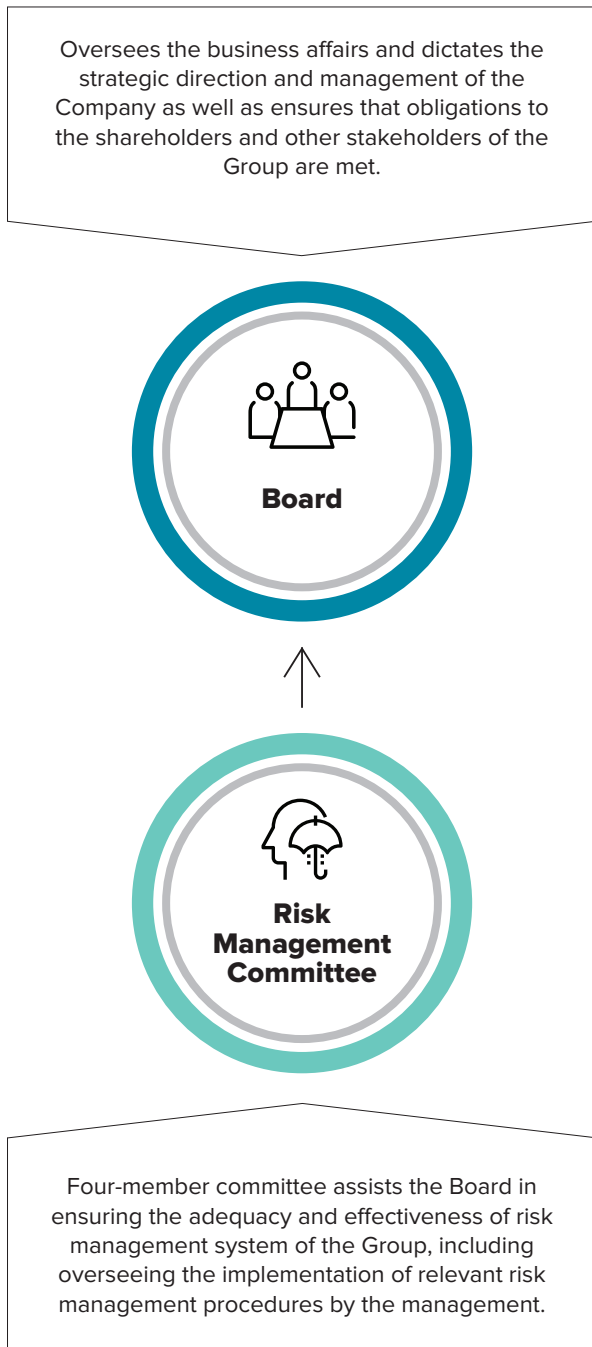 Oversees the business affairs and dictates the
strategic direction and management of the
Company as well as ensures that obligations to
the shareholders and other stakeholders of the
Group are met.
Board
Risk
Management
Committee
Four-member committee assists the Board in
ensuring the adequacy and effectiveness of risk
management system of the Group, including
overseeing the implementation of relevant risk
management procedures by the management.